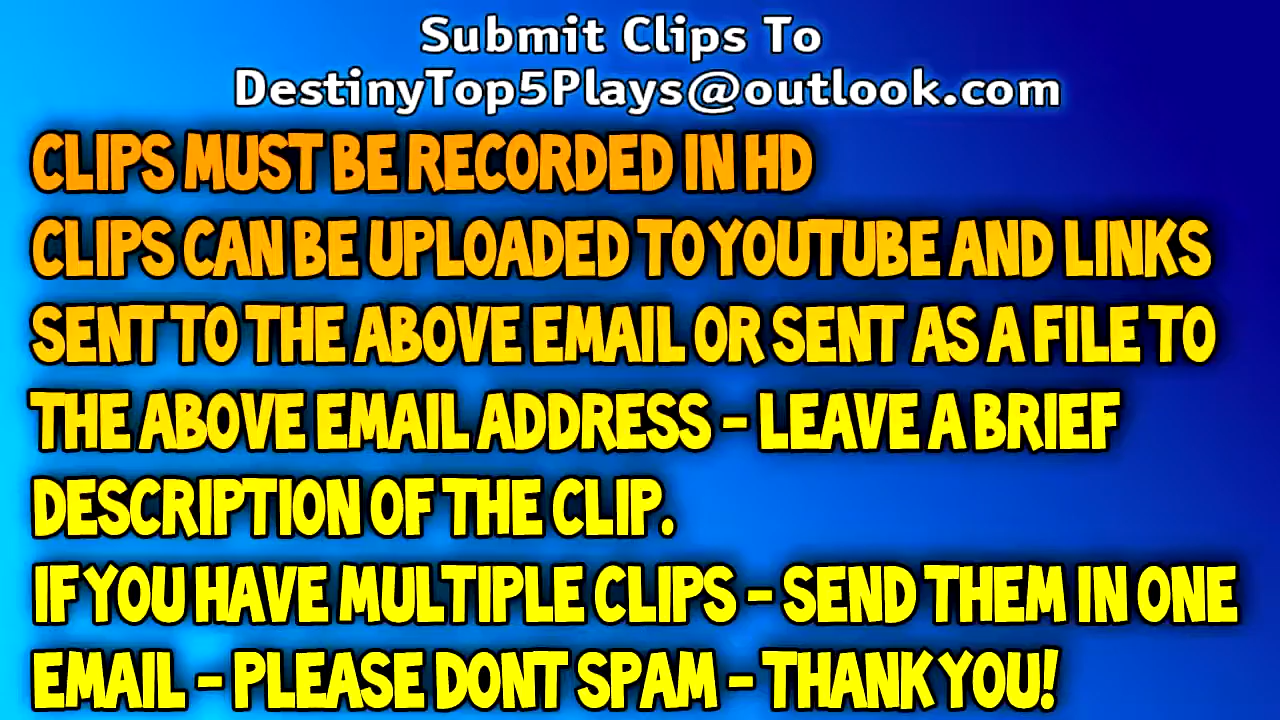 Submit Clips To
DestinyTop5Plays@outlook.com
CLIPS MUST BE RECORDED IN HD
CLIPS CAN BE UPLOADED TO YOUTUBE AND LINKS
SENT TO THE ABOVE EMAIL OR SENT AS A FILE TO
THE ABOVE EMAIL ADDRESS - LEAVE A BRIEF
DESCRIPTION OF THE CLIP.
IF YOU HAVE MULTIPLE CLIPS - SEND THEM IN ONE
EMAIL - PLEASE DONT SPAM - THANK YOU!